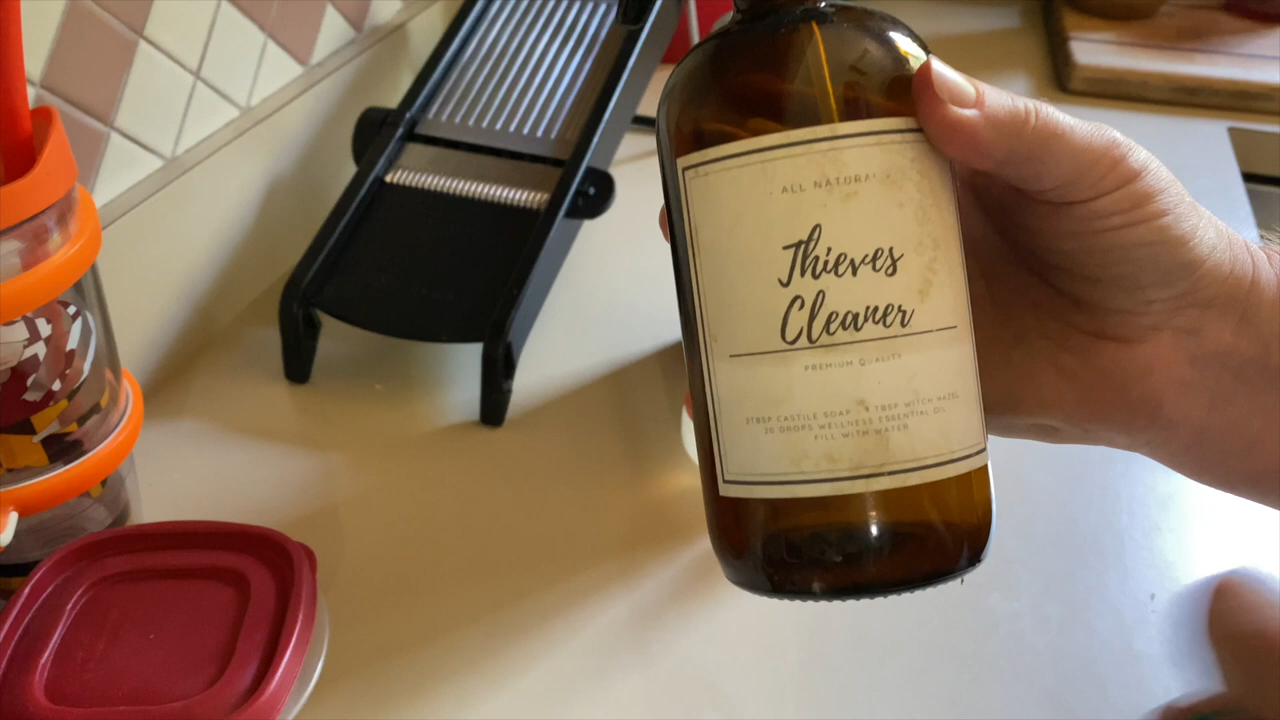 · ALL NATURAL ·
Thieves
Cleaner
PREMIUM QUALITY
2TBSP CASTILE SOAP · 1 TBSP WITCH HAZEL
20 DROPS WELLNESS ESSENTIAL OIL
FILL WITH WATER